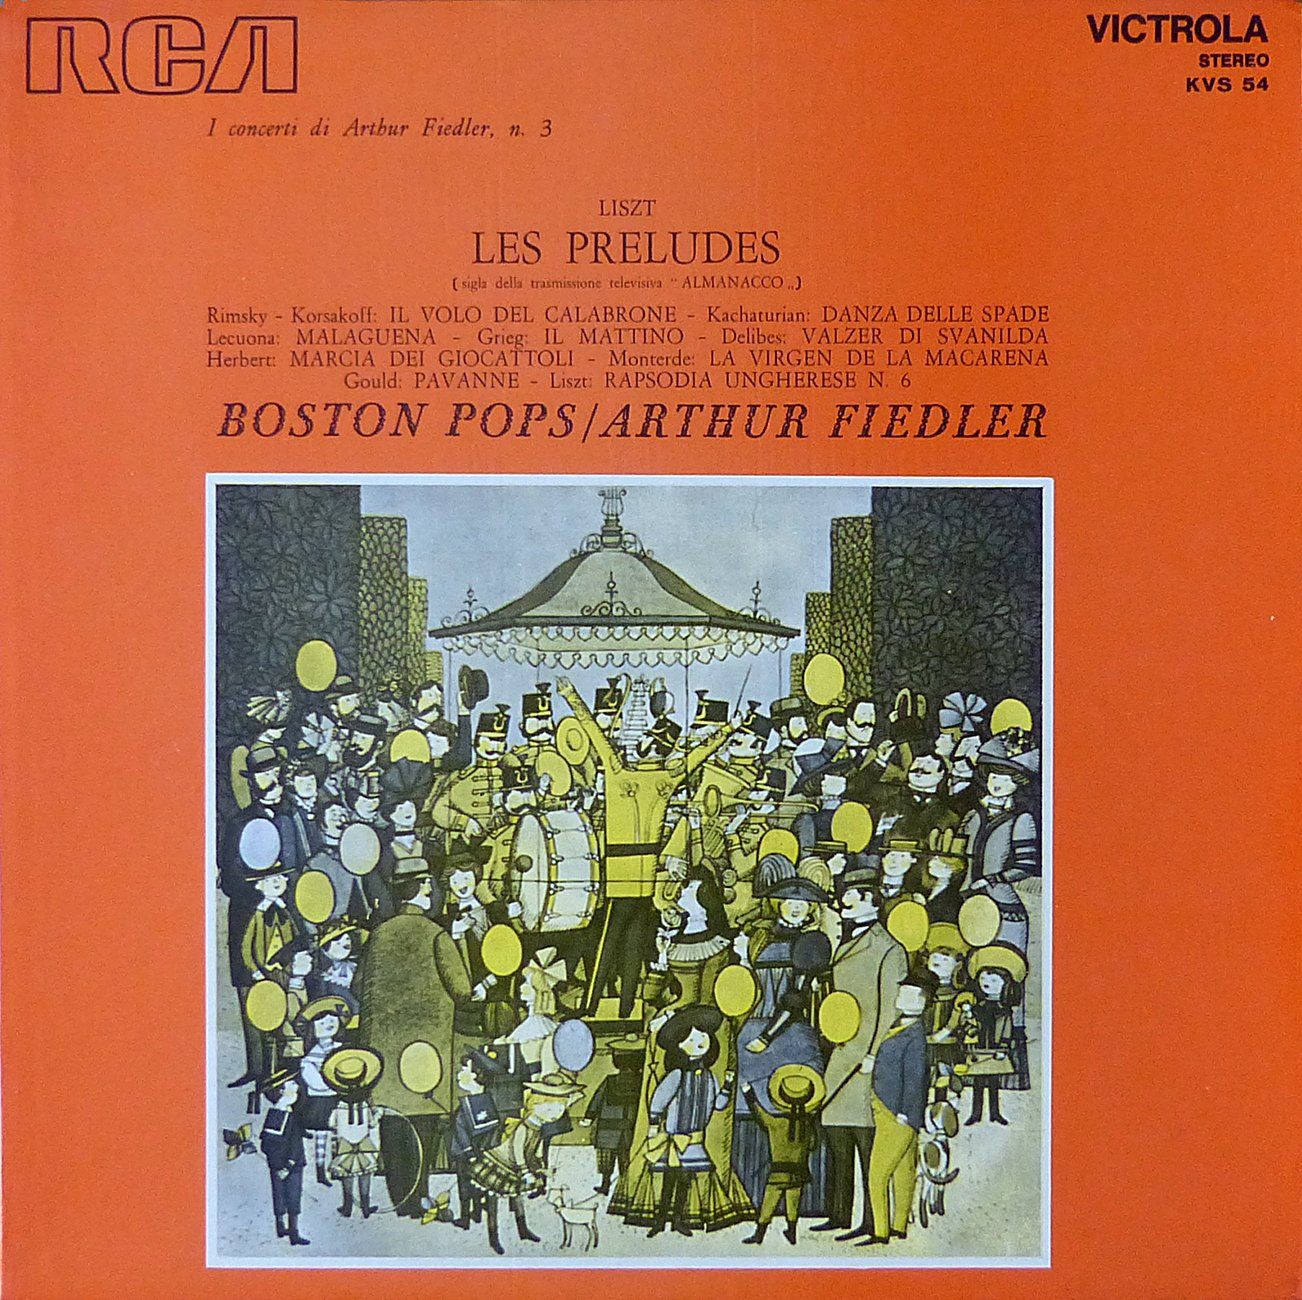 RCA
VICTROLA
STEREO
KVS 54
I concerti di Arthur Fiedler, n. 3
LISZT
LES PRELUDES
(sigla della trasmissione televisiva " ALMANACCO „)
Rimsky - Korsakoff: IL VOLO DEL CALABRONE - Kachaturian: DANZA DELLE SPADE
Lecuona: MALAGUENA - Grieg: IL MATTINO - Delibes: VALZER DI SVANILDA
Herbert: MARCIA DEI GIOCATTOLI - Monterde: LA VIRGEN DE LA MACARENA
Gould: PAVANNE - Liszt: RAPSODIA UNGHERESE N. 6
BOSTON POPS/ARTHUR FIEDLER